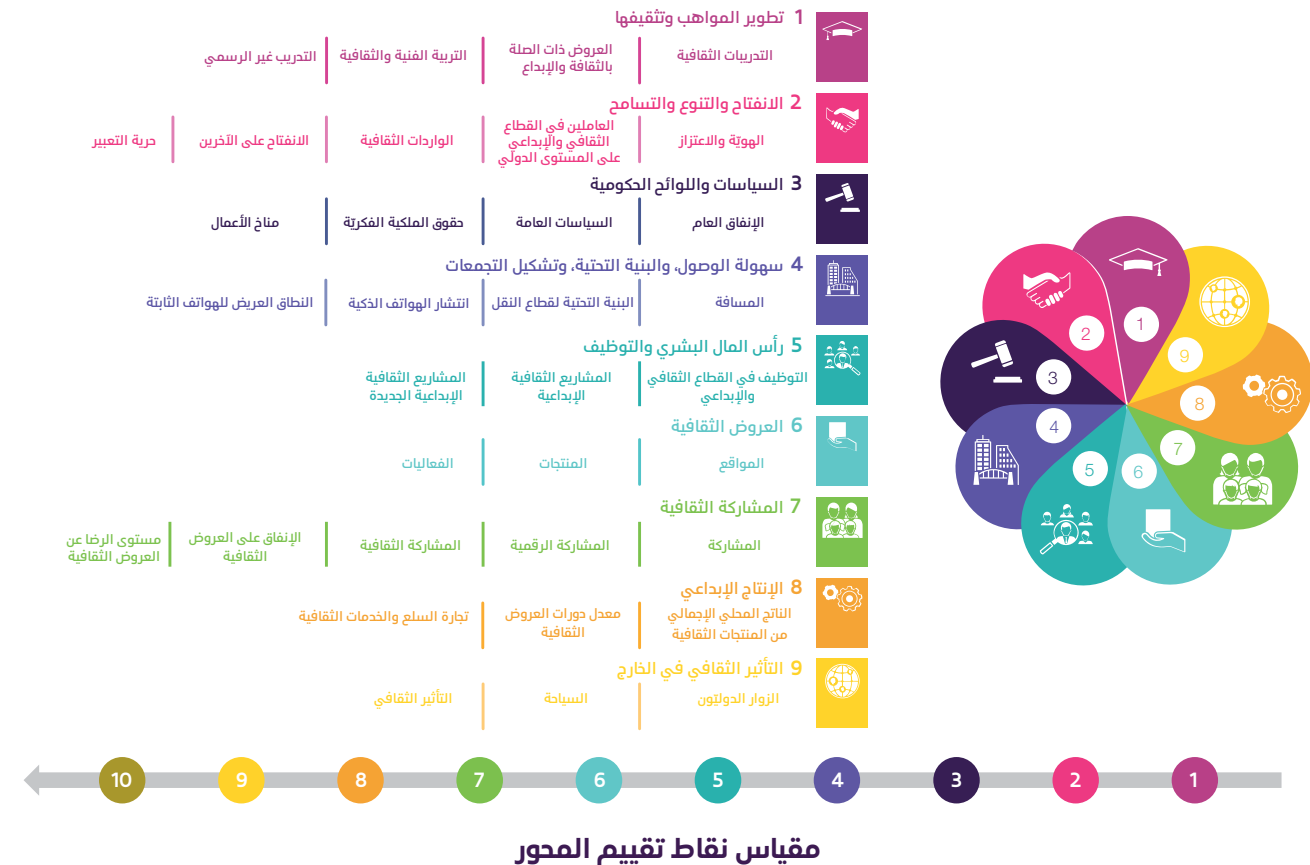 1 تطوير المواهب وتثقيفها
التدريبات الثقافية
العروض ذات الصلة
بالثقافة والإبداع
التربية الفنية والثقافية
التدريب غير الرسمي
2 الانفتاح والتنوع والتسامح
الهويّة والاعتزاز
العاملين في القطاع
الثقافي والإبداعي
على المستوى الدولي
الواردات الثقافية
الانفتاح على الآخرين
حرية التعبير
3 السياسات واللوائح الحكومية
الإنفاق العام
السياسات العامة
حقوق الملكية الفكريّة
مناخ الأعمال
4 سهولة الوصول، والبنية التحتية، وتشكيل التجمعات
المسافة
البنية التحتية لقطاع النقل
انتشار الهواتف الذكية
النطاق العريض للهواتف الثابتة
5 رأس المال البشري والتوظيف
التوظيف في القطاع الثقافي
والإبداعي
المشاريع الثقافية
الإبداعية
المشاريع الثقافية
الإبداعية الجديدة
6 العروض الثقافية
المواقع
المنتجات
الفعاليات
7 المشاركة الثقافية
المشاركة
المشاركة الرقمية
المشاركة الثقافية
الإنفاق على العروض
الثقافية
مستوى الرضا عن
العروض الثقافية
8 الإنتاج الإبداعي
الناتج المحلي الإجمالي
من المنتجات الثقافية
معدل دورات العروض
الثقافية
تجارة السلع والخدمات الثقافية
9 التأثير الثقافي في الخارج
الزوار الدوليّون
السياحة
التأثير الثقافي
1
2
3
4
5
6
7
8
9
1 2 3 4 5 6 7 8 9 10
مقياس نقاط تقييم المحور